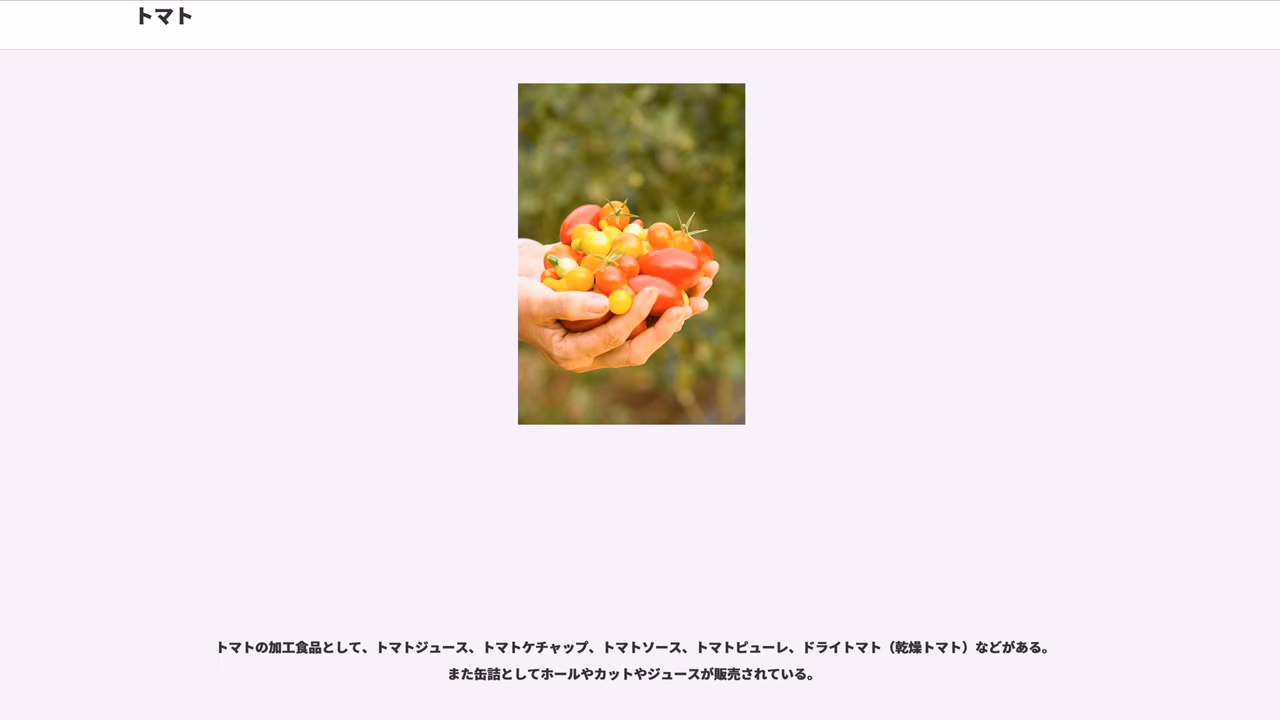 トマト
トマトの加工食品として、トマトジュース、トマトケチャップ、トマトソース、トマトピューレ、ドライトマト（乾燥トマト）などがある。
また缶詰としてホールやカットやジュースが販売されている。